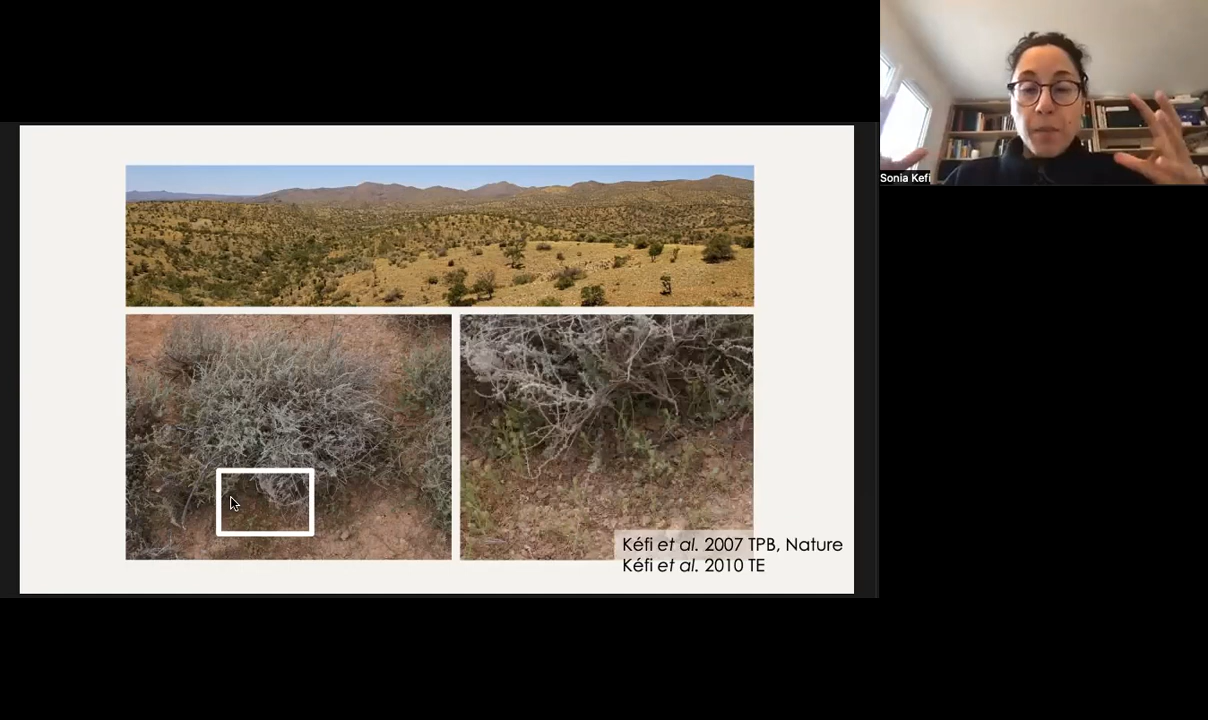 Sonia Kefi
Kéfi et al. 2007 TPB, Nature
Kéfi et al. 2010 TE